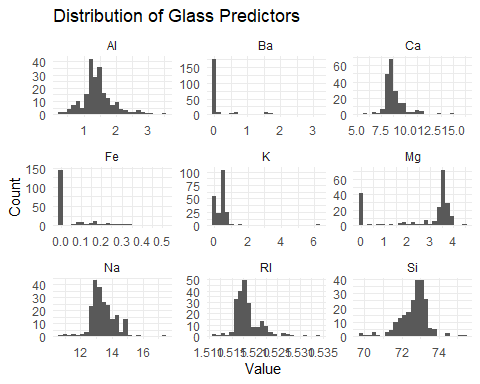 Distribution of Glass Predictors
Al Ba Ca
40
30
20
10
0
1 2 3
150
100
50
0
0 1 2 3
60
40
20
0
5.0 7.5 10.0 12.5 15.0
Fe K Mg
150
100
50
0
0.0 0.1 0.2 0.3 0.4 0.5
100
75
50
25
0
0 2 4 6
60
40
20
0
0 1 2 3 4
Na RI Si
40
30
20
10
0
12 14 16
50
40
30
20
10
0
1.510 1.515 1.520 1.525 1.530 1.535
40
30
20
10
0
70 72 74
Count
Value